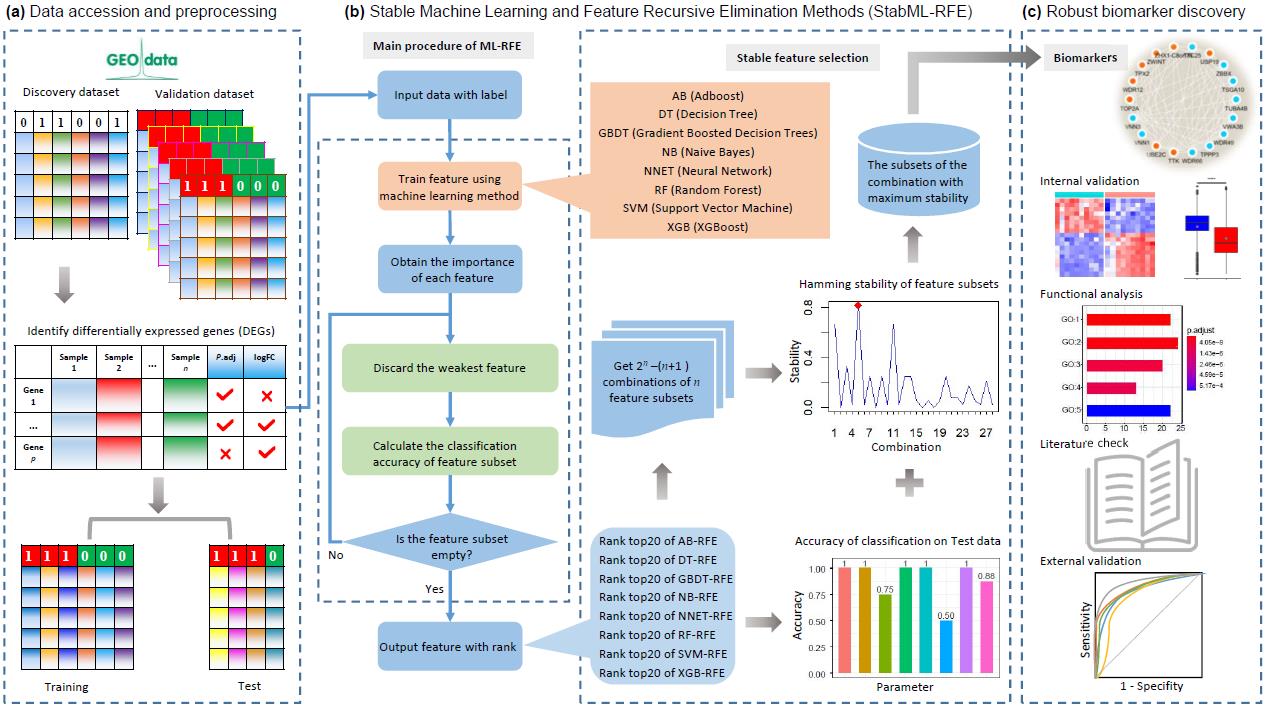 (a) Data accession and preprocessing
GEO data
Discovery dataset
Validation dataset
0 1 1 0 0 1
1 1 1 0 0 0
Identify differentially expressed genes (DEGs)
Sample 1
Sample 2
...
Sample n
P.adj
logFC
Gene 1
...
Gene p
1 1 1 0 0 0
1 1 1 0
Training
Test
(b) Stable Machine Learning and Feature Recursive Elimination Methods (StabML-RFE)
Main procedure of ML-RFE
Input data with label
Train feature using
machine learning method
Obtain the importance
of each feature
Discard the weakest feature
Calculate the classification
accuracy of feature subset
Is the feature subset
empty?
No
Yes
Output feature with rank
Stable feature selection
AB (Adboost)
DT (Decision Tree)
GBDT (Gradient Boosted Decision Trees)
NB (Naive Bayes)
NNET (Neural Network)
RF (Random Forest)
SVM (Support Vector Machine)
XGB (XGBoost)
The subsets of the
combination with
maximum stability
Get 2ⁿ –(n+1 )
combinations of n
feature subsets
Hamming stability of feature subsets
Stability
0.8
0.4
0.0
1 4 7 11 15 19 23 27
Combination
Rank top20 of AB-RFE
Rank top20 of DT-RFE
Rank top20 of GBDT-RFE
Rank top20 of NB-RFE
Rank top20 of NNET-RFE
Rank top20 of RF-RFE
Rank top20 of SVM-RFE
Rank top20 of XGB-RFE
Accuracy of classification on Test data
Accuracy
1.00
0.75
0.50
0.25
0.00
1 1 0.75 1 1 0.50 1 0.88
Parameter
(c) Robust biomarker discovery
Biomarkers
USP19
ZBBX
TSGA10
TUBA4B
VWA3B
WDR49
TPPP3
WDR66
TTK
UBE2C
VNN1
VNN3
TOP2A
WDR12
TPX2
ZWINT
Internal validation
Functional analysis
GO:1
GO:2
GO:3
GO:4
GO:5
0 5 10 15 20 25
p.adjust
4.05e-8
1.43e-6
2.46e-5
4.59e-5
5.17e-4
Literature check
External validation
Sensitivity
1 - Specifity